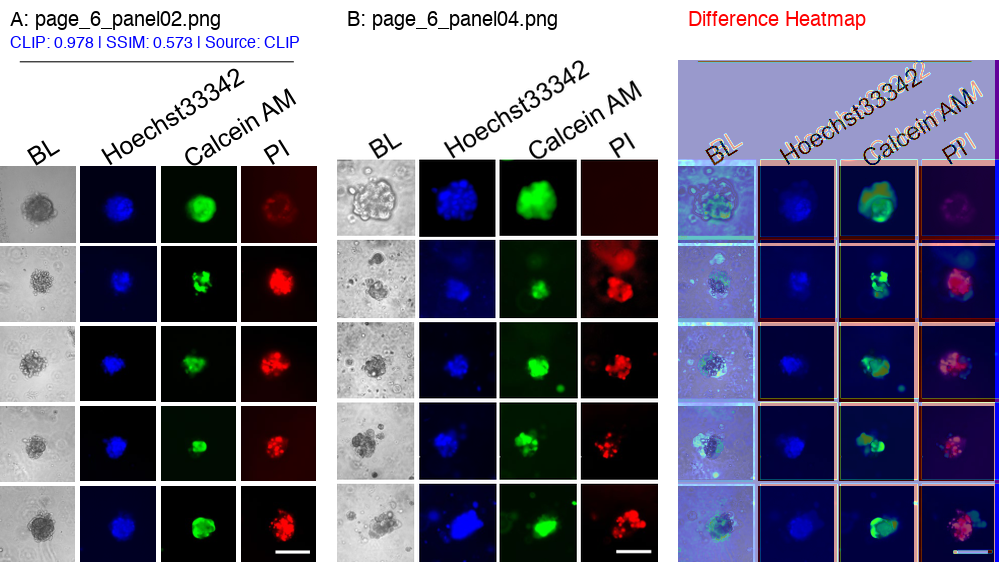 A: page_6_panel02.png
CLIP: 0.978 | SSIM: 0.573 | Source: CLIP
BL
Hoechst33342
Calcein AM
PI
B: page_6_panel04.png
BL
Hoechst33342
Calcein AM
PI
Difference Heatmap
BL
Hoechst33342
Calcein AM
PI